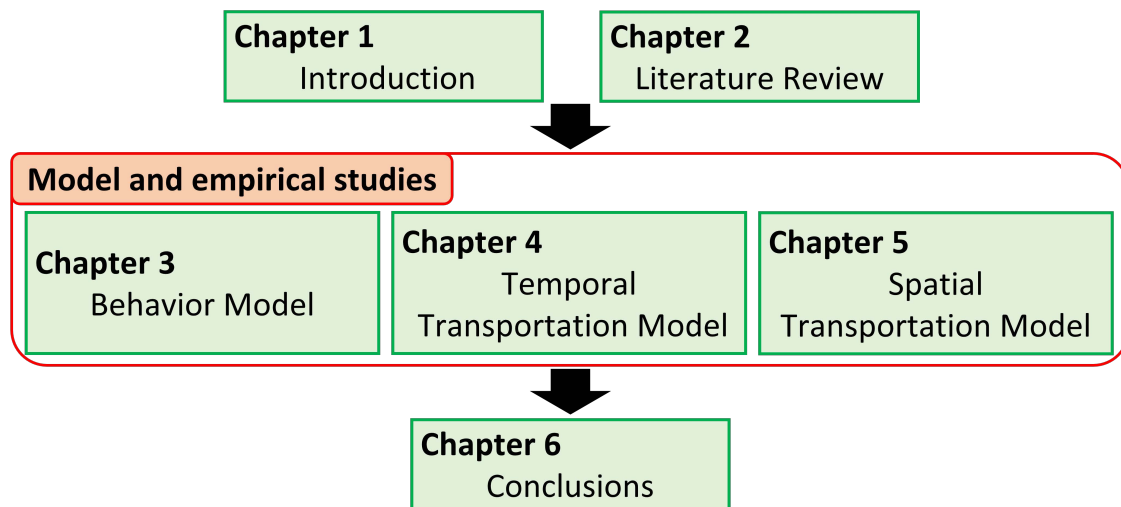 Chapter 1
Introduction
Chapter 2
Literature Review
Model and empirical studies
Chapter 3
Behavior Model
Chapter 4
Temporal
Transportation Model
Chapter 5
Spatial
Transportation Model
Chapter 6
Conclusions